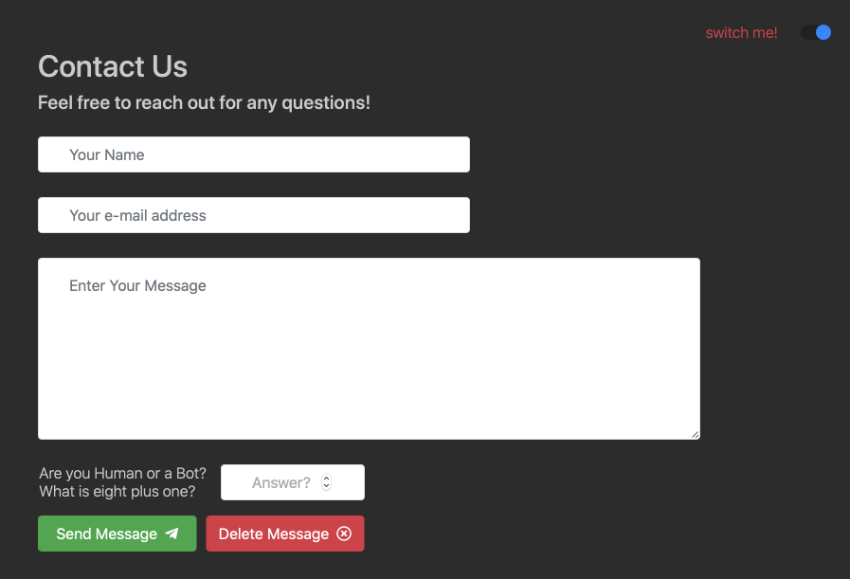 switch me!
Contact Us
Feel free to reach out for any questions!
Your Name
Your e-mail address
Enter Your Message
Are you Human or a Bot?
What is eight plus one?
Answer?
Send Message
Delete Message